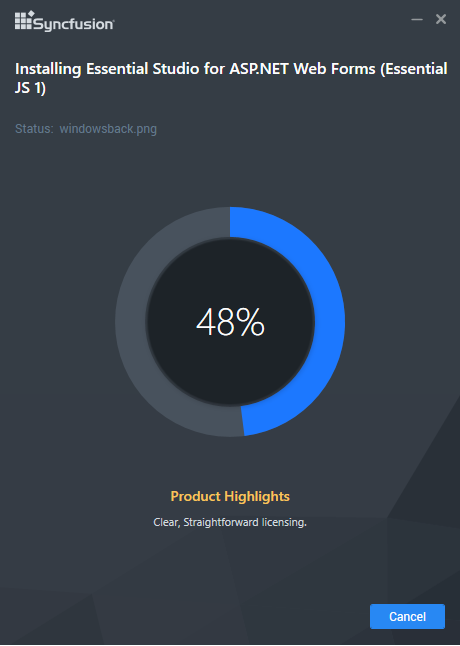 Syncfusion
Installing Essential Studio for ASP.NET Web Forms (Essential
JS 1)
Status: windowsback.png
48%
Product Highlights
Clear, Straightforward licensing.
Cancel